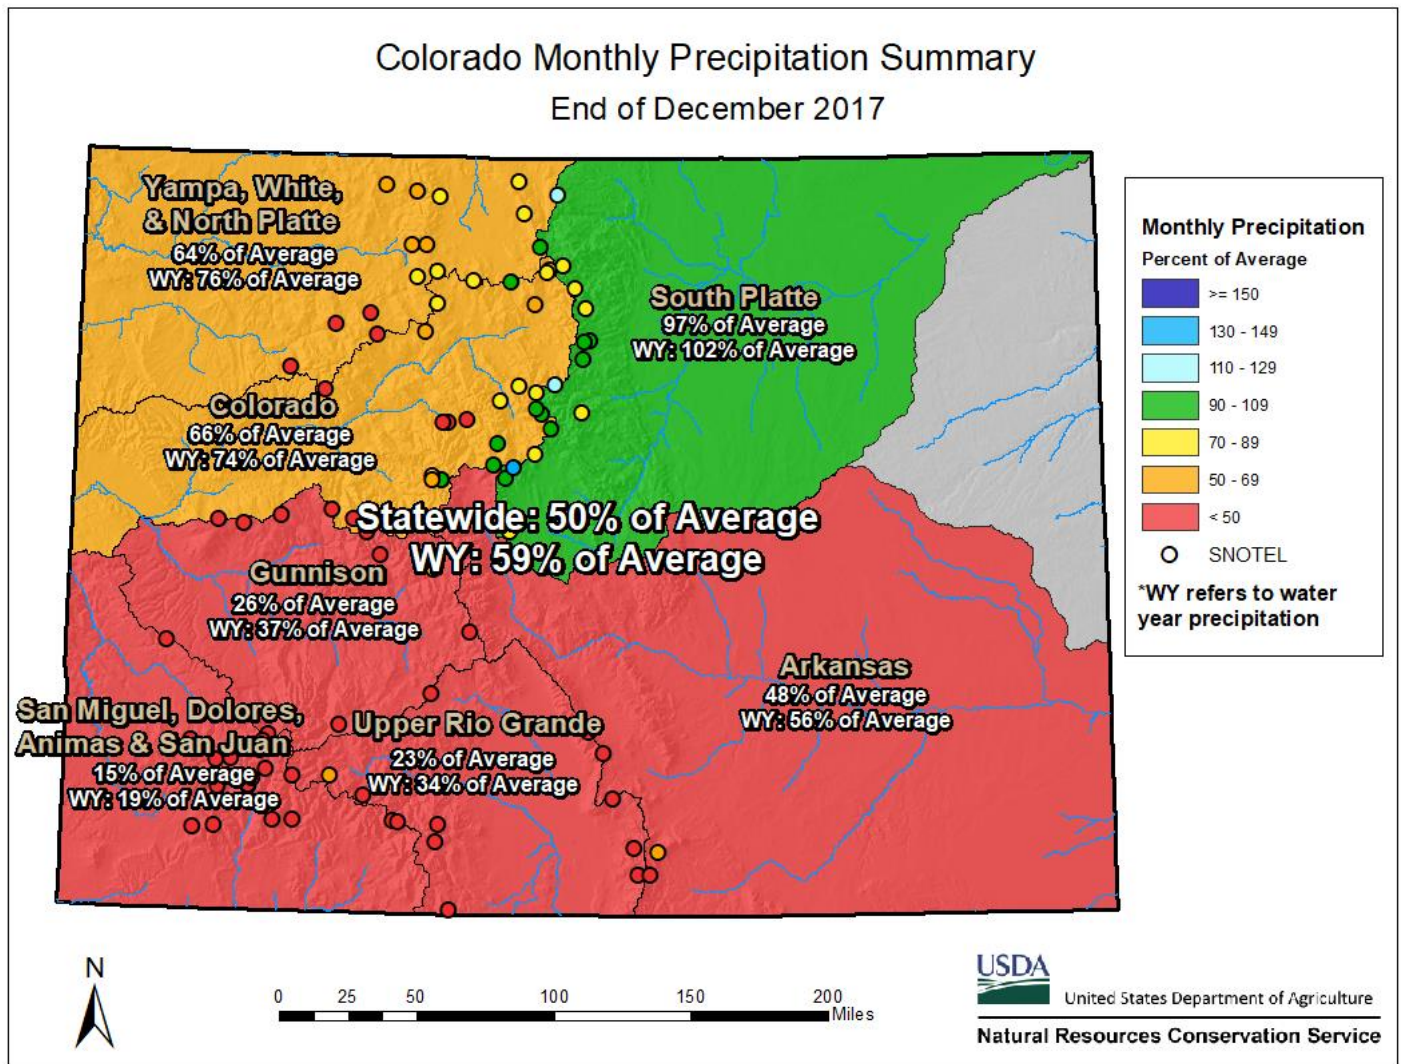 Colorado Monthly Precipitation Summary
End of December 2017
Yampa, White,
& North Platte
64% of Average
WY: 76% of Average
South Platte
97% of Average
WY: 102% of Average
Colorado
66% of Average
WY: 74% of Average
Statewide: 50% of Average
WY: 59% of Average
Gunnison
26% of Average
WY: 37% of Average
Arkansas
48% of Average
WY: 56% of Average
San Miguel, Dolores,
Animas & San Juan
15% of Average
WY: 19% of Average
Upper Rio Grande
23% of Average
WY: 34% of Average
Monthly Precipitation
Percent of Average
>= 150
130 - 149
110 - 129
90 - 109
70 - 89
50 - 69
< 50
SNOTEL
*WY refers to water
year precipitation
N
0 25 50 100 150 200
Miles
USDA
United States Department of Agriculture
Natural Resources Conservation Service